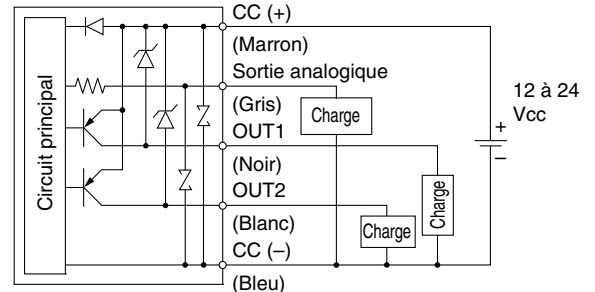 CC (+)
(Marron)
Sortie analogique
(Gris)
OUT1
(Noir)
OUT2
(Blanc)
CC (–)
(Bleu)
Circuit principal
Charge
Charge
Charge
12 à 24
Vcc
+
–